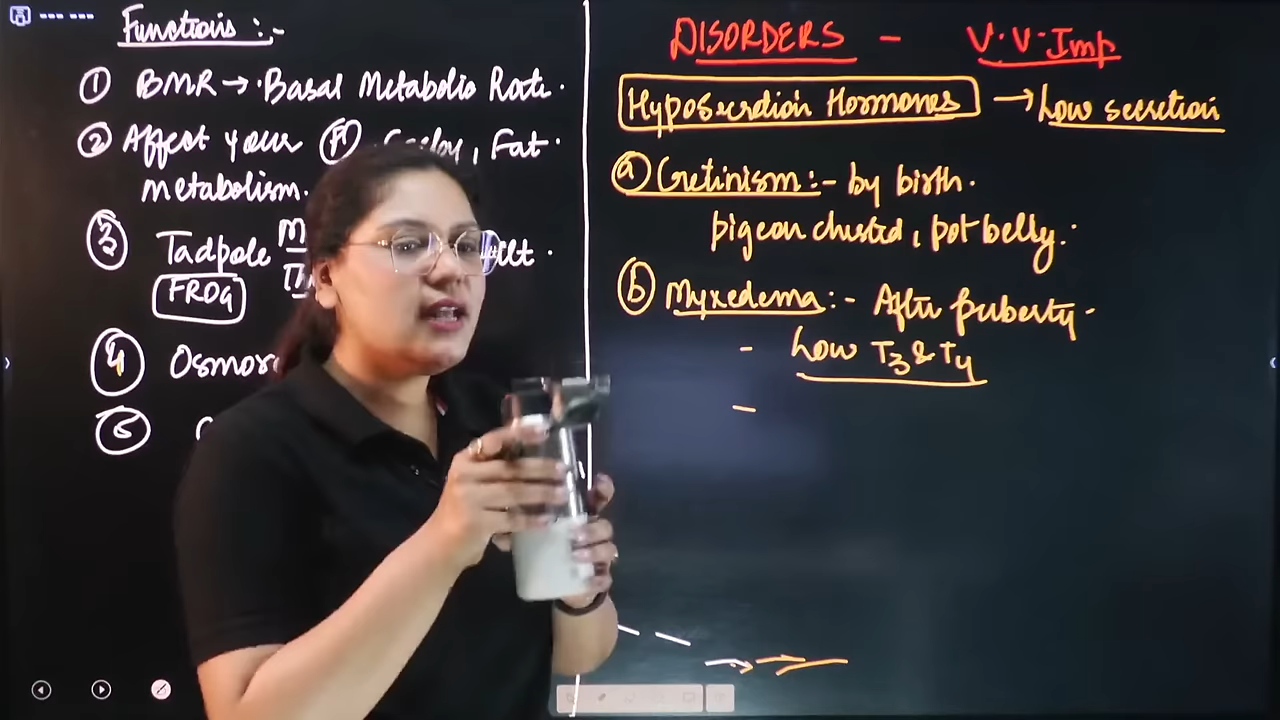 Functions :-
① BMR → Basal Metabolic Rate.
② Affect your , Fat.
metabolism.
③ Tadpole
FROG
④ Osmor
⑤
DISORDERS - V.V.Imp
Hyposecretion Hormones → Low secretion
ⓐ Cretinism :- by birth.
pigeon chested, pot belly.
ⓑ Myxedema :- After puberty.
- Low T3 & T4
-